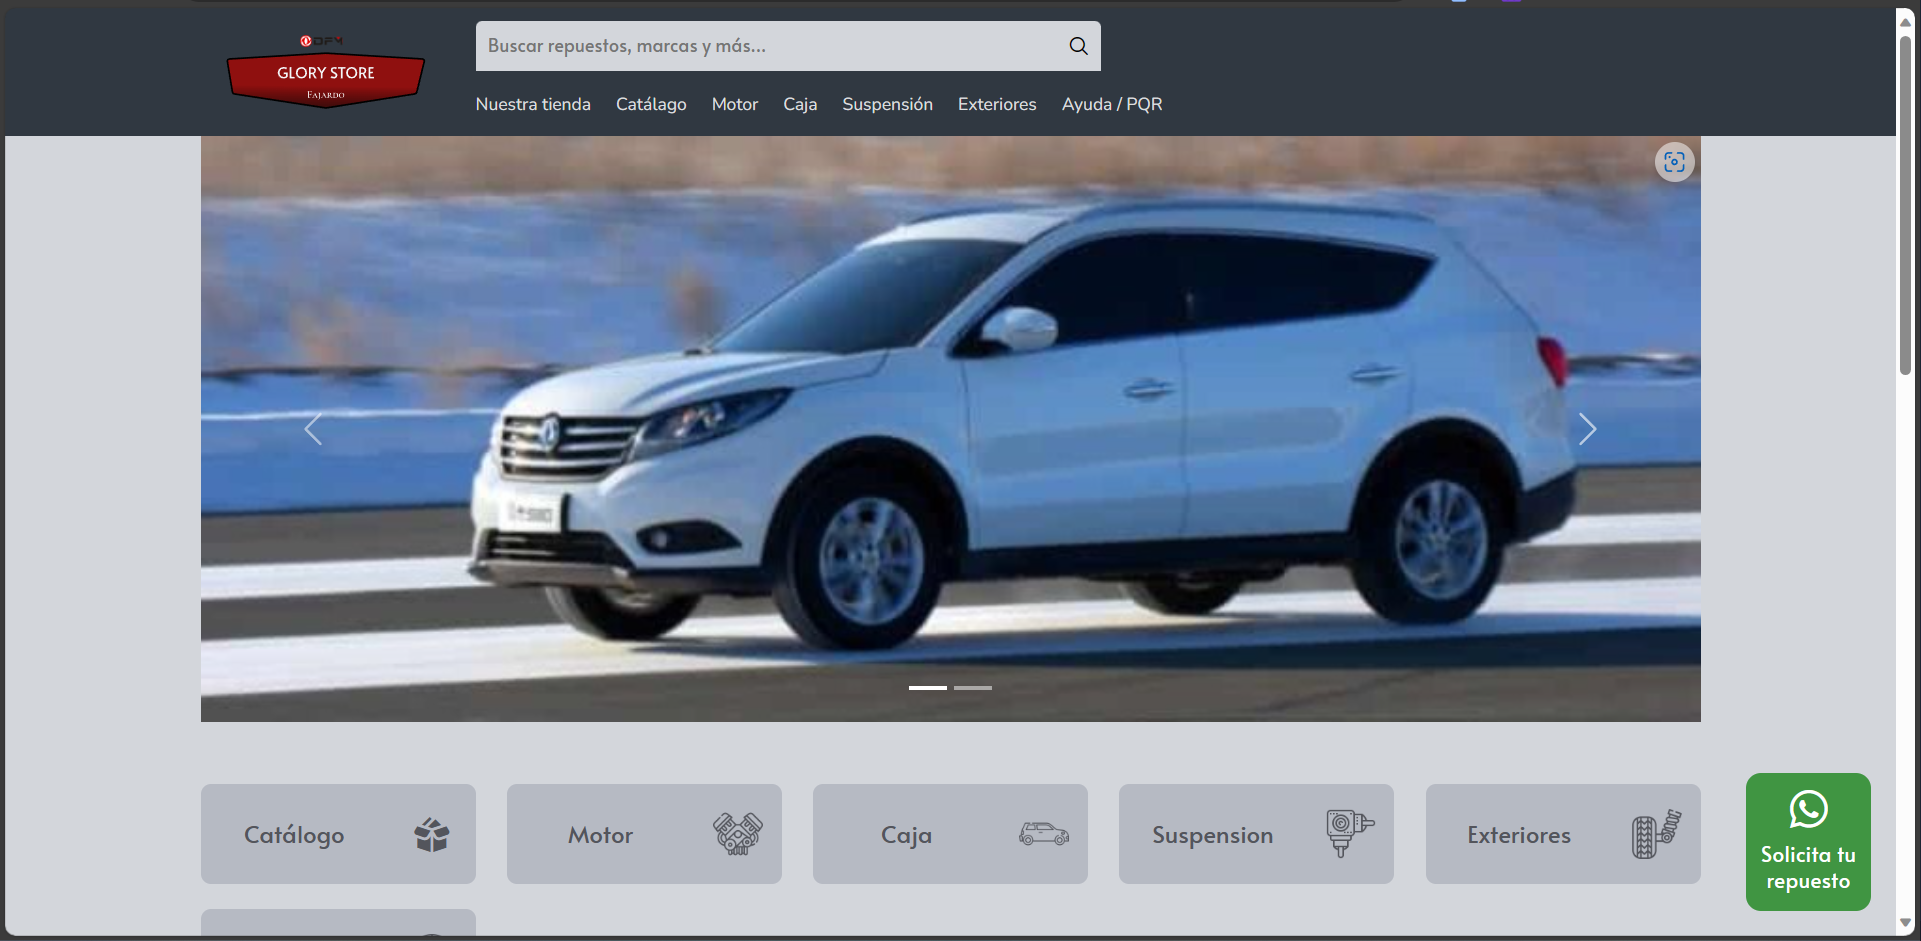 DFM
GLORY STORE
Fajardo
Buscar repuestos, marcas y más...
Nuestra tienda
Catálago
Motor
Caja
Suspensión
Exteriores
Ayuda / PQR
Catálogo
Motor
Caja
Suspension
Exteriores
Solicita tu
repuesto